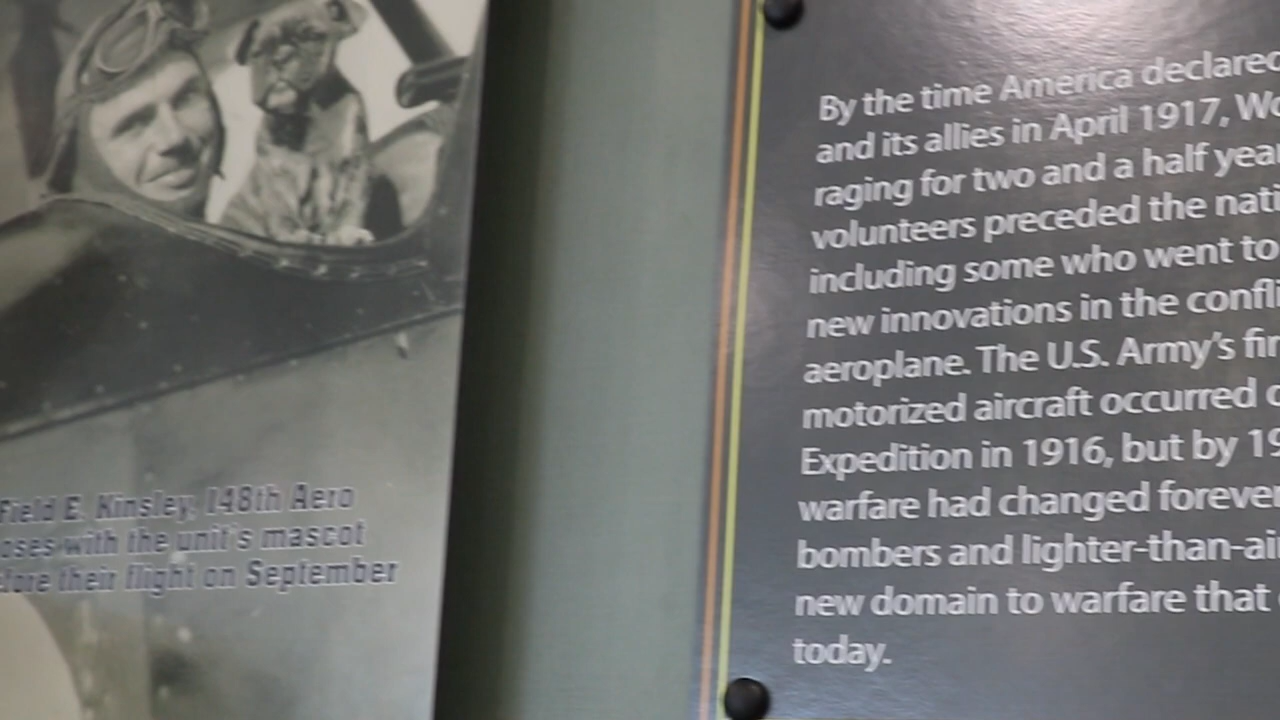 Field E. Kinsley, 148th Aero
oses with the unit's mascot
efore their flight on September
By the time America declared
and its allies in April 1917, Wo
raging for two and a half year
volunteers preceded the nati
including some who went to
new innovations in the confli
aeroplane. The U.S. Army's fir
motorized aircraft occurred o
Expedition in 1916, but by 19
warfare had changed forever
bombers and lighter-than-air
new domain to warfare that
today.